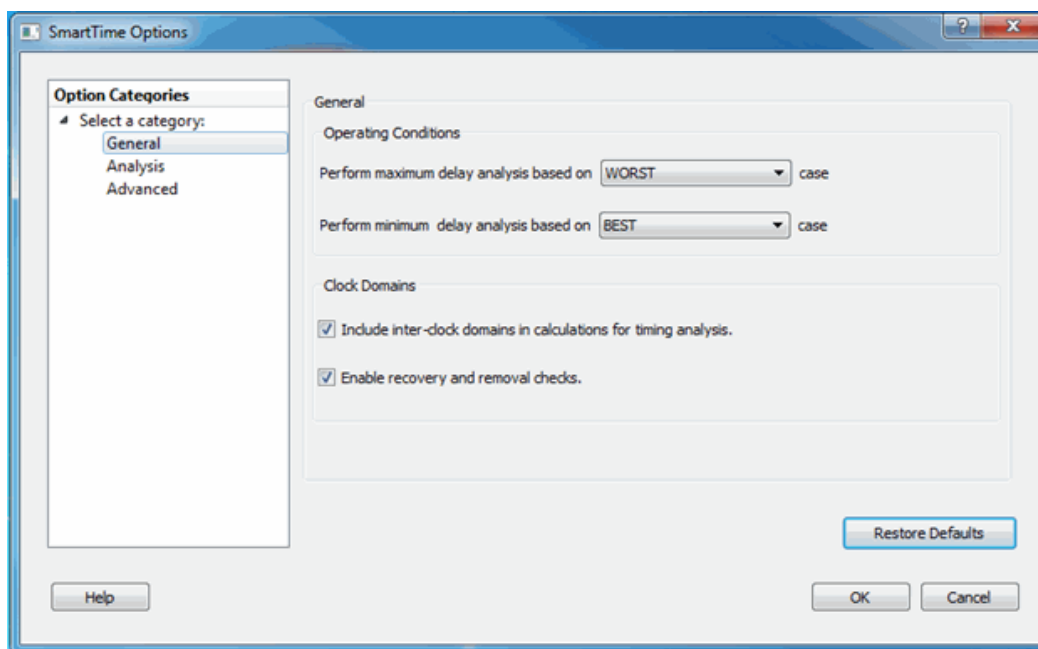 SmartTime Options
Option Categories
Select a category:
General
Analysis
Advanced
General
Operating Conditions
Perform maximum delay analysis based on WORST case
Perform minimum delay analysis based on BEST case
Clock Domains
Include inter-clock domains in calculations for timing analysis.
Enable recovery and removal checks.
Restore Defaults
Help OK Cancel